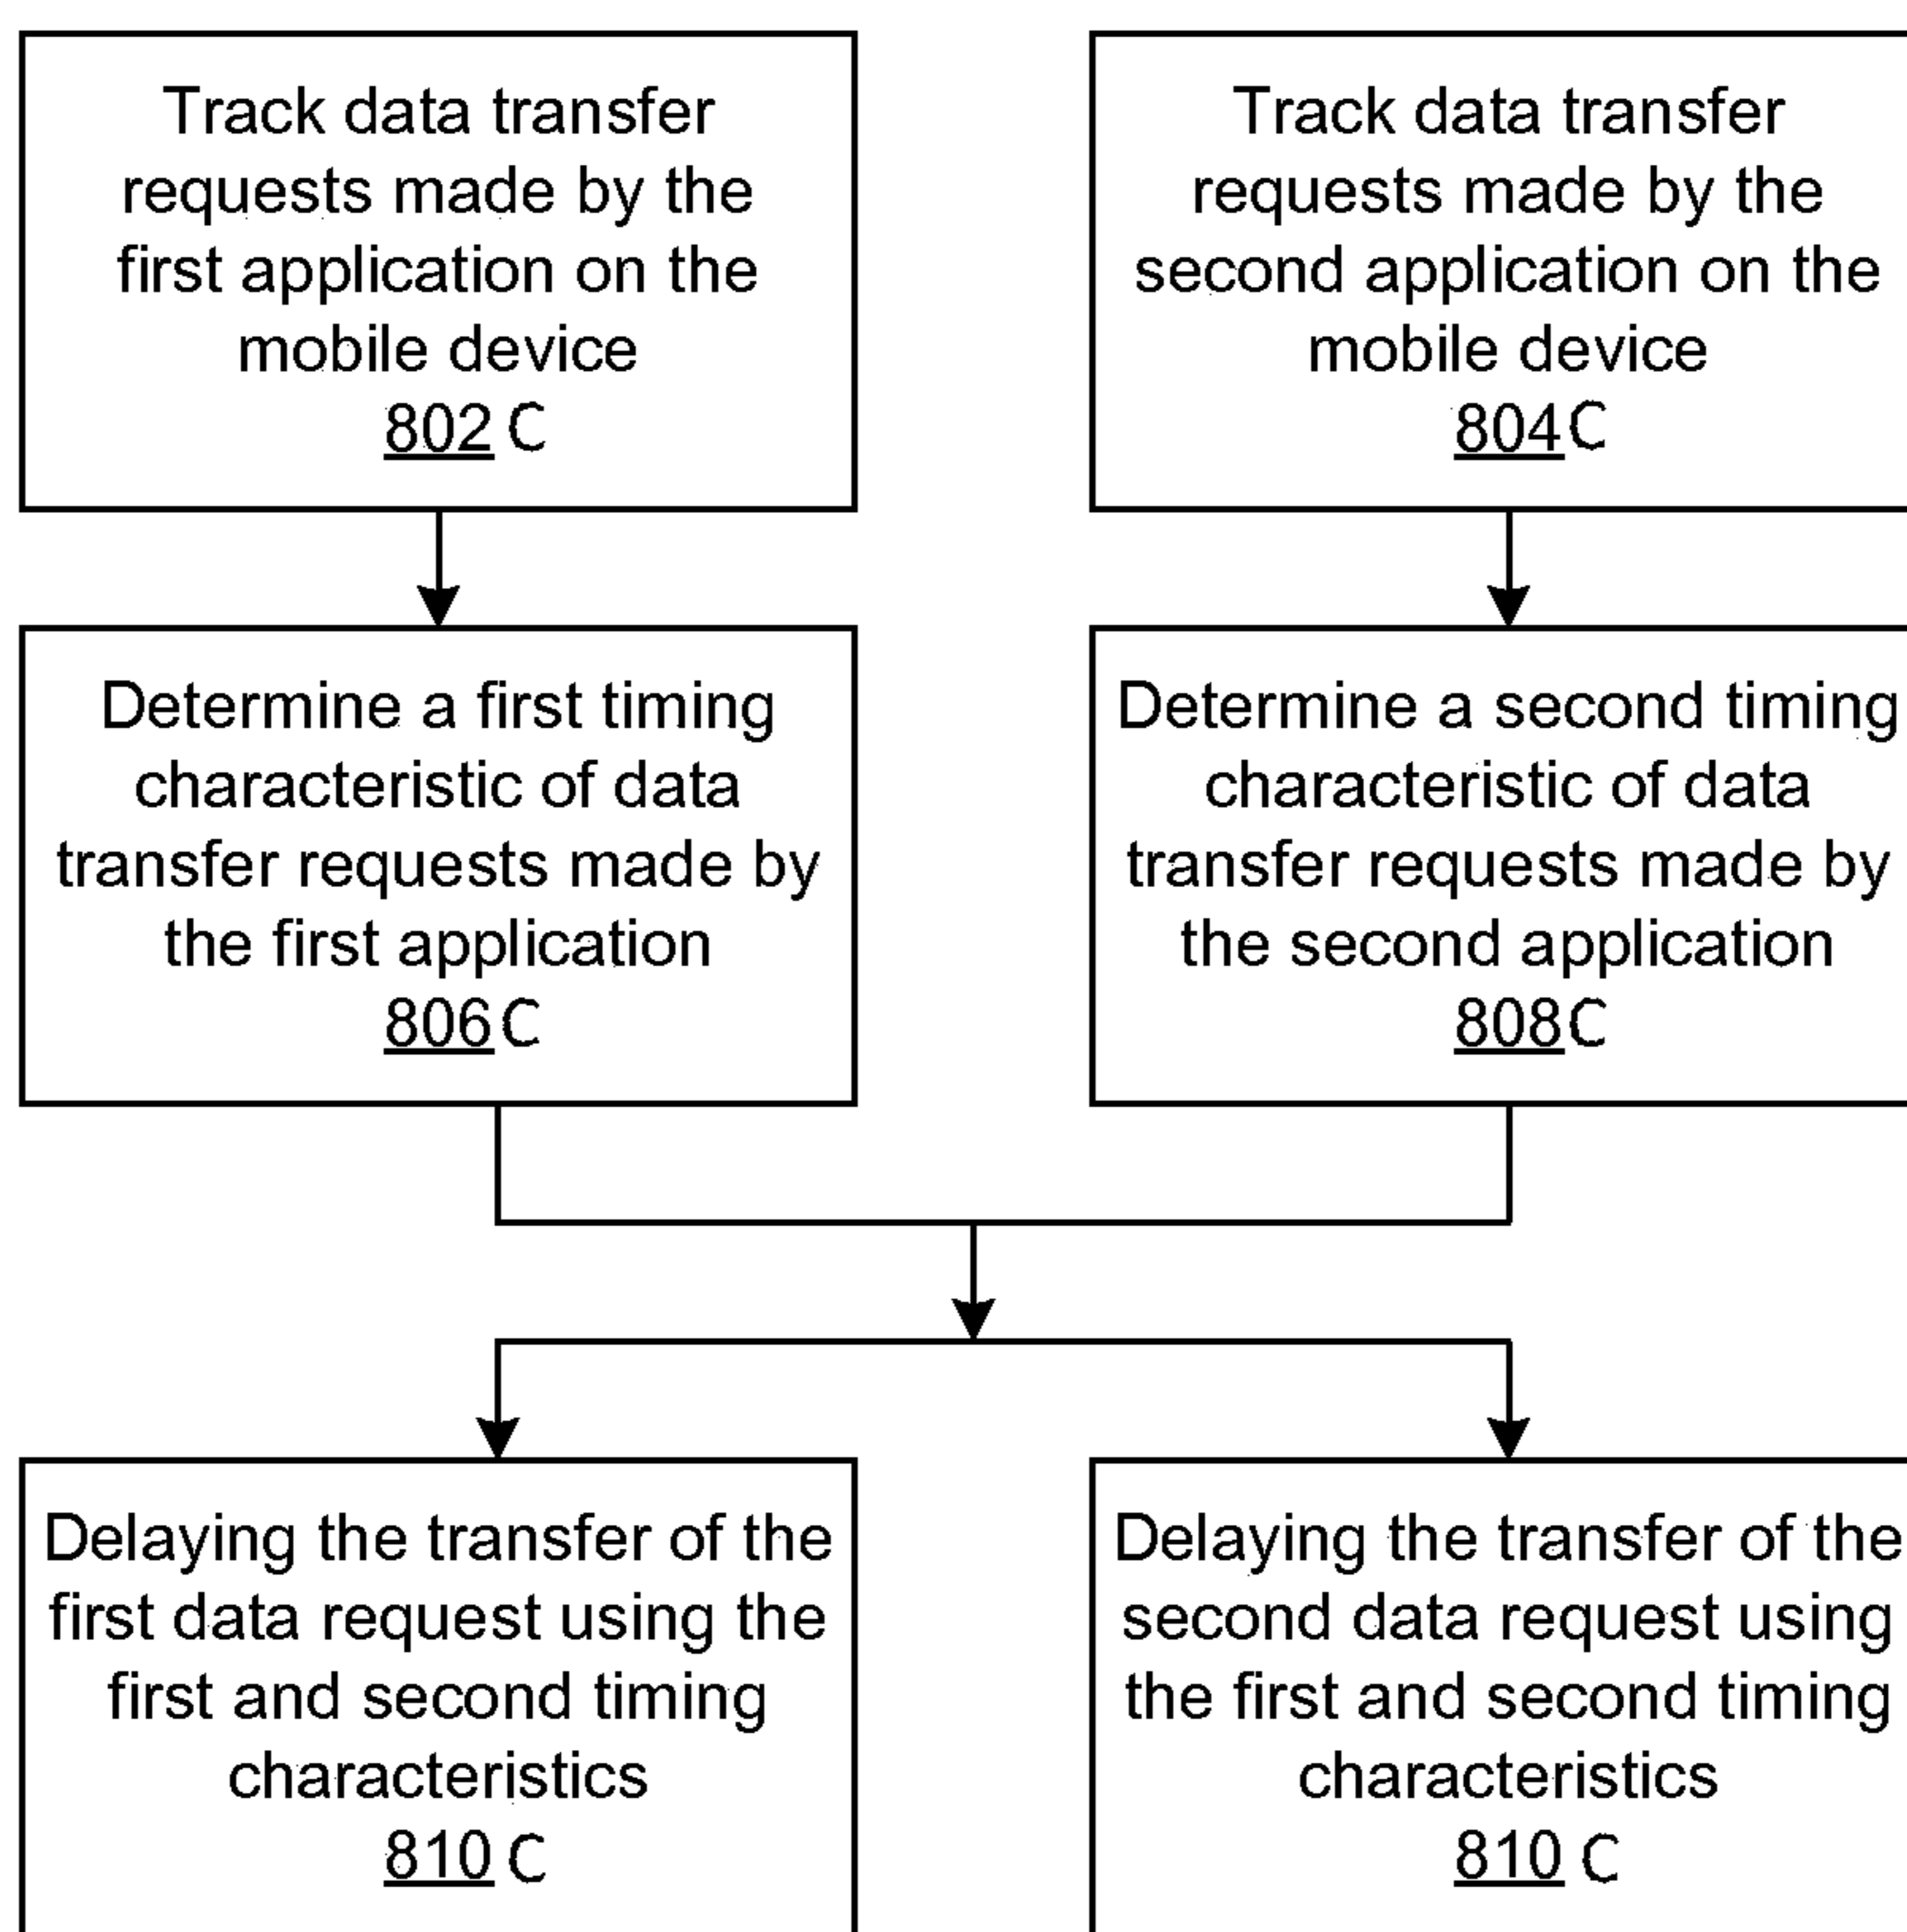 Track data transfer
requests made by the
first application on the
mobile device
802 C
Track data transfer
requests made by the
second application on the
mobile device
804 C
Determine a first timing
characteristic of data
transfer requests made by
the first application
806 C
Determine a second timing
characteristic of data
transfer requests made by
the second application
808 C
Delaying the transfer of the
first data request using the
first and second timing
characteristics
810 C
Delaying the transfer of the
second data request using
the first and second timing
characteristics
810 C